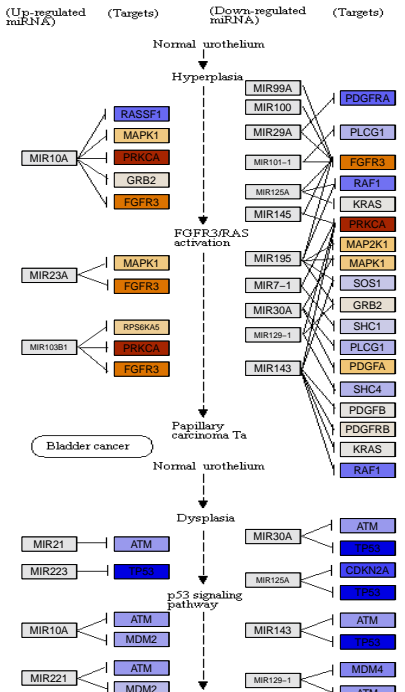 (Up-regulated
miRNA)
(Targets)
(Down-regulated
miRNA)
(Targets)
Normal urothelium
Hyperplasia
MIR10A
RASSF1
MAPK1
PRKCA
GRB2
FGFR3
MIR23A
MAPK1
FGFR3
MIR103B1
RPS6KA5
PRKCA
FGFR3
FGFR3/RAS
activation
MIR99A
MIR100
MIR29A
MIR101-1
MIR125A
MIR145
MIR195
MIR7-1
MIR30A
MIR129-1
MIR143
PDGFRA
PLCG1
FGFR3
RAF1
KRAS
PRKCA
MAP2K1
MAPK1
SOS1
GRB2
SHC1
PLCG1
PDGFA
SHC4
PDGFB
PDGFRB
KRAS
RAF1
Papillary
carcinoma Ta
Bladder cancer
Normal urothelium
Dysplasia
MIR21
ATM
MIR223
TP53
MIR30A
ATM
TP53
MIR125A
CDKN2A
TP53
p53 signaling
pathway
MIR10A
ATM
MDM2
MIR143
ATM
TP53
MIR221
ATM
MDM2
MIR129-1
MDM4
ATM